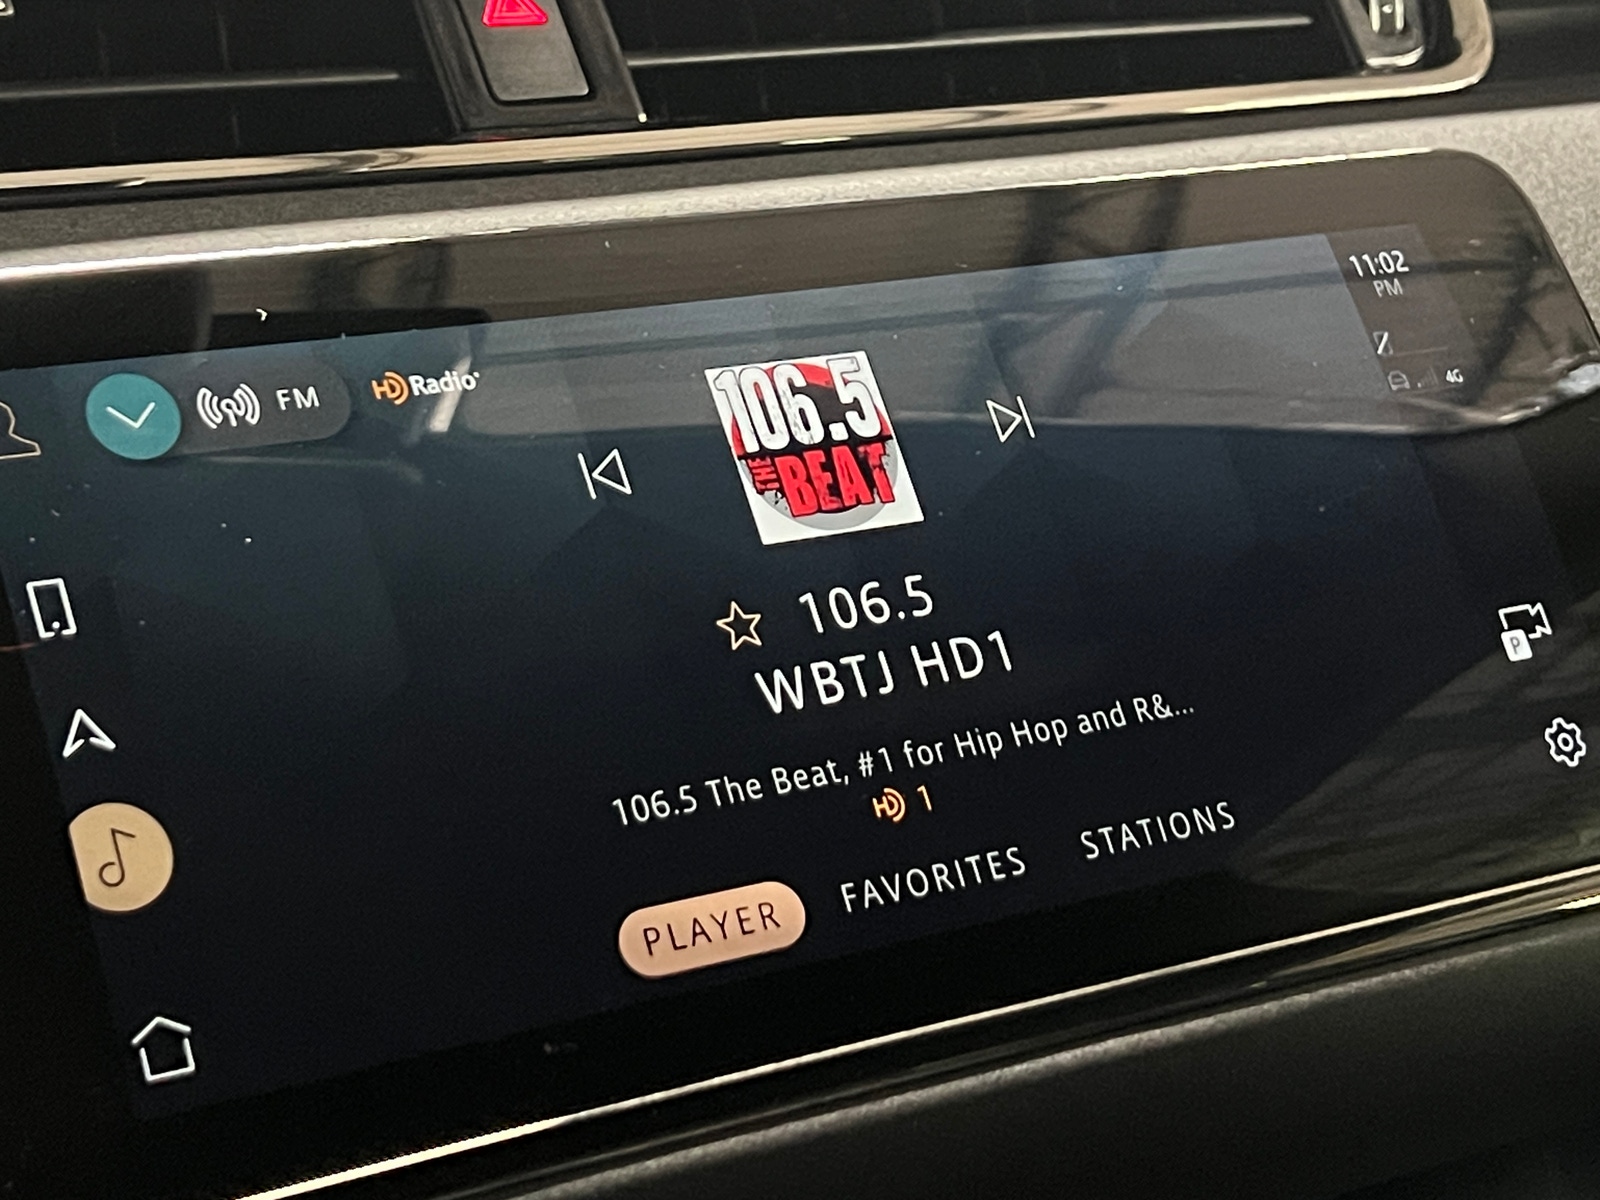 11:02
PM
4G
FM
HD Radio
106.5
THE
BEAT
106.5
WBTJ HD1
106.5 The Beat, #1 for Hip Hop and R&...
HD 1
P
PLAYER
FAVORITES
STATIONS